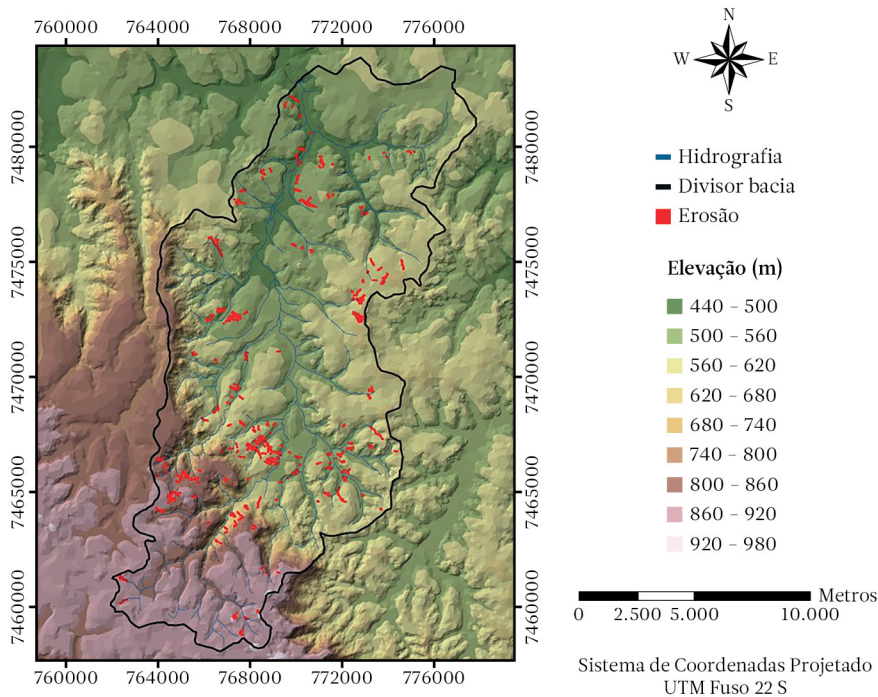 760000 764000 768000 772000 776000
7480000
7475000
7470000
7465000
7460000
7480000
7475000
7470000
7465000
7460000
760000 764000 768000 772000 776000
N
W E
S
Hidrografia
Divisor bacia
Erosão
Elevação (m)
440 – 500
500 – 560
560 – 620
620 – 680
680 – 740
740 – 800
800 – 860
860 – 920
920 – 980
Metros
0 2.500 5.000 10.000
Sistema de Coordenadas Projetado
UTM Fuso 22 S